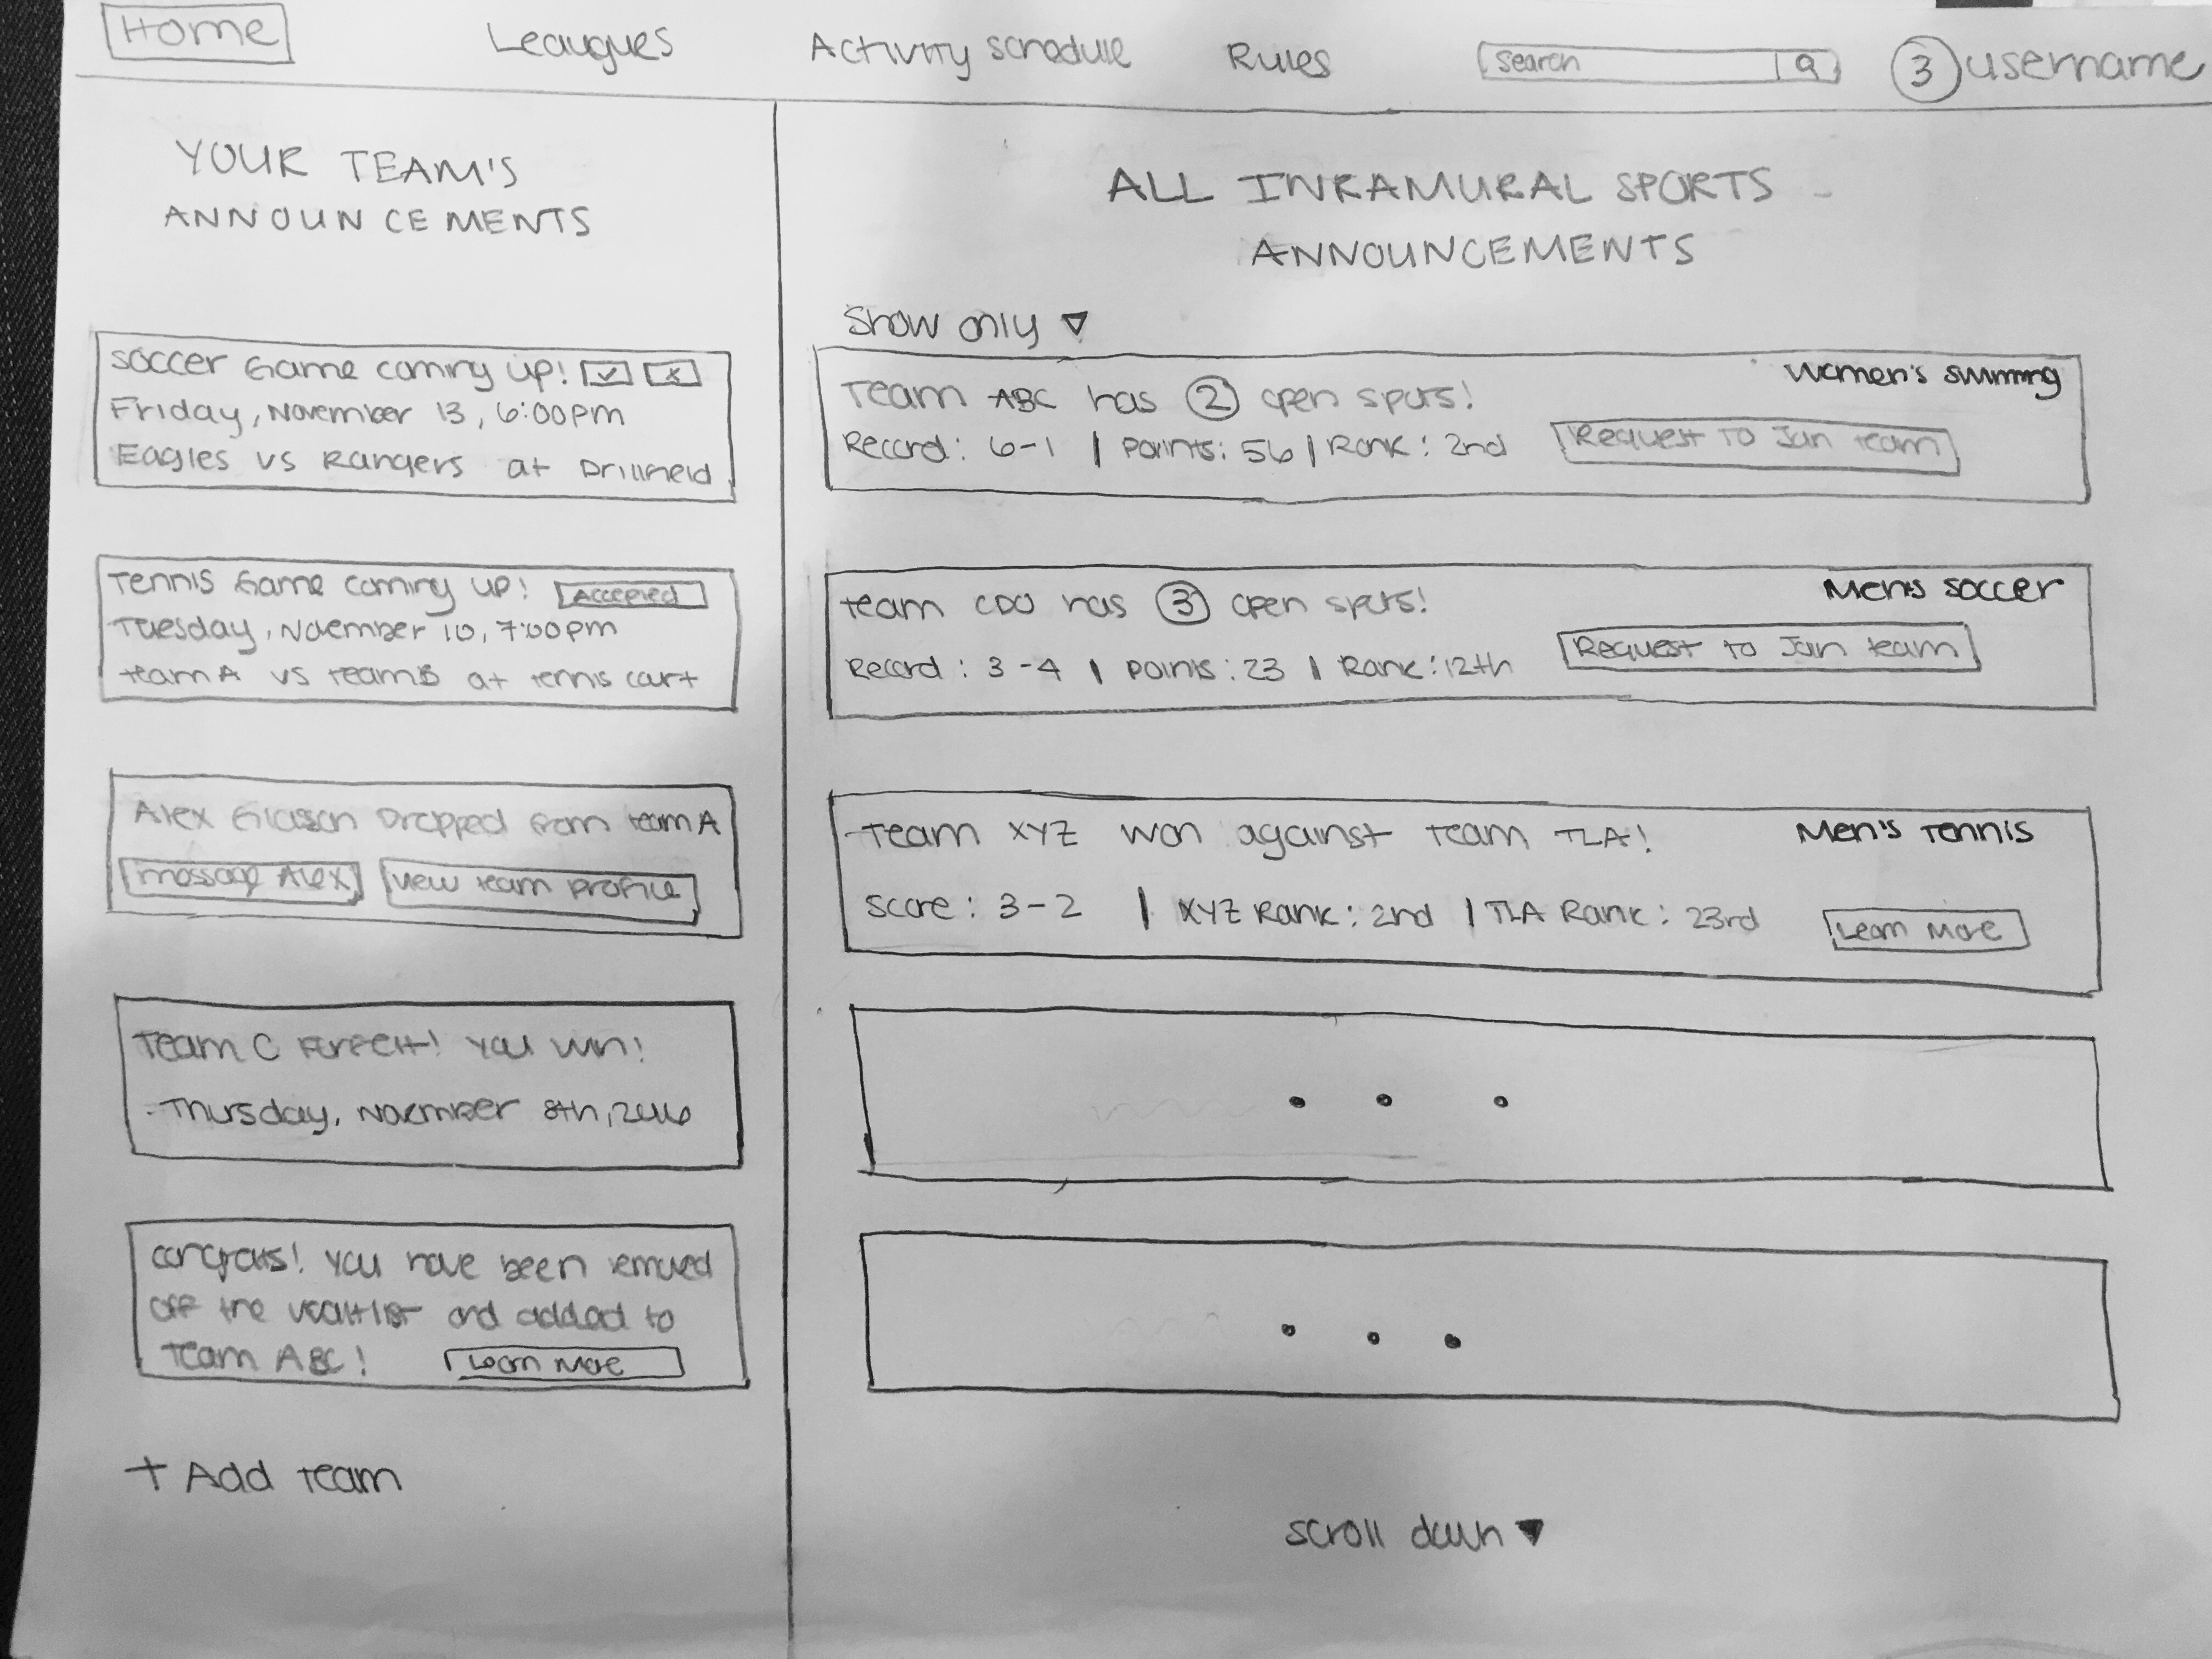 Home Leaugues Activity schedule Rules search 3 username
YOUR TEAM'S
ANNOUNCEMENTS
soccer Game coming up!
Friday, November 13, 6:00pm
Eagles vs Rangers at Drillfield
Tennis Game coming up! Accepted
Tuesday, November 10, 7:00pm
team A vs team B at tennis court
Alex Dropped from team A
message Alex view team profile
Team C Forfeit! You win!
Thursday, November 8th, 2016
congrats! You have been removed
off the waitlist and added to
Team ABC! Learn More
+ Add team
ALL INRAMURAL SPORTS
ANNOUNCEMENTS
Show only
Team ABC has 2 open spots! Women's swimming
Record: 6-1 | Points: 56 | Rank: 2nd Request to Join team
team CDO has 3 open spots! Men's soccer
Record: 3-4 | Points: 23 | Rank: 12th Request to Join team
Team XYZ won against Team TLA! Men's Tennis
score: 3-2 | XYZ Rank: 2nd | TLA Rank: 23rd Learn More
• • •
• • •
scroll down